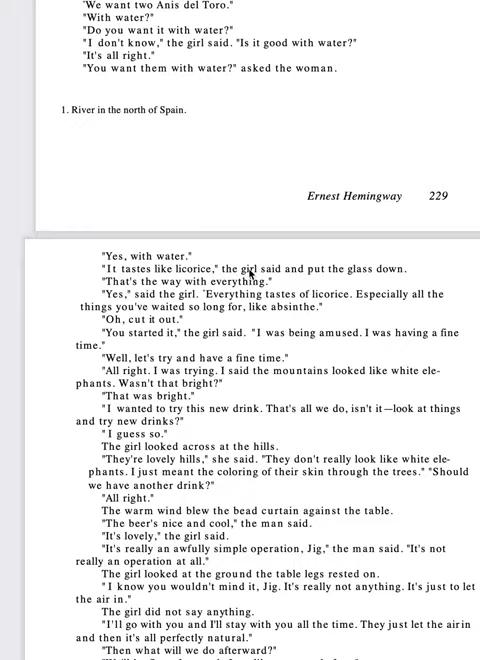 "We want two Anis del Toro."
"With water?"
"Do you want it with water?"
"I don't know," the girl said. "Is it good with water?"
"It's all right."
"You want them with water?" asked the woman.
1. River in the north of Spain.
Ernest Hemingway 229
"Yes, with water."
"It tastes like licorice," the girl said and put the glass down.
"That's the way with everything."
"Yes," said the girl. "Everything tastes of licorice. Especially all the
things you've waited so long for, like absinthe."
"Oh, cut it out."
"You started it," the girl said. "I was being amused. I was having a fine
time."
"Well, let's try and have a fine time."
"All right. I was trying. I said the mountains looked like white ele-
phants. Wasn't that bright?"
"That was bright."
"I wanted to try this new drink. That's all we do, isn't it—look at things
and try new drinks?"
"I guess so."
The girl looked across at the hills.
"They're lovely hills," she said. "They don't really look like white ele-
phants. I just meant the coloring of their skin through the trees." "Should
we have another drink?"
"All right."
The warm wind blew the bead curtain against the table.
"The beer's nice and cool," the man said.
"It's lovely," the girl said.
"It's really an awfully simple operation, Jig," the man said. "It's not
really an operation at all."
The girl looked at the ground the table legs rested on.
"I know you wouldn't mind it, Jig. It's really not anything. It's just to let
the air in."
The girl did not say anything.
"I'll go with you and I'll stay with you all the time. They just let the air in
and then it's all perfectly natural."
"Then what will we do afterward?"